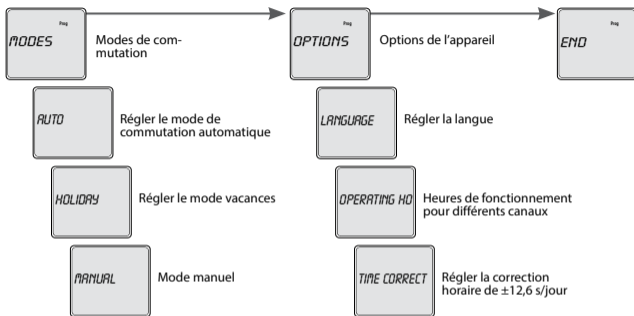 Prog
MODES
Modes de com-
mutation
Prog
OPTIONS
Options de l'appareil
Prog
END
AUTO
Régler le mode de
commutation automatique
LANGUAGE
Régler la langue
HOLIDAY
Régler le mode vacances
OPERATING HO
Heures de fonctionnement
pour différents canaux
MANUAL
Mode manuel
TIME CORRECT
Régler la correction
horaire de ±12,6 s/jour